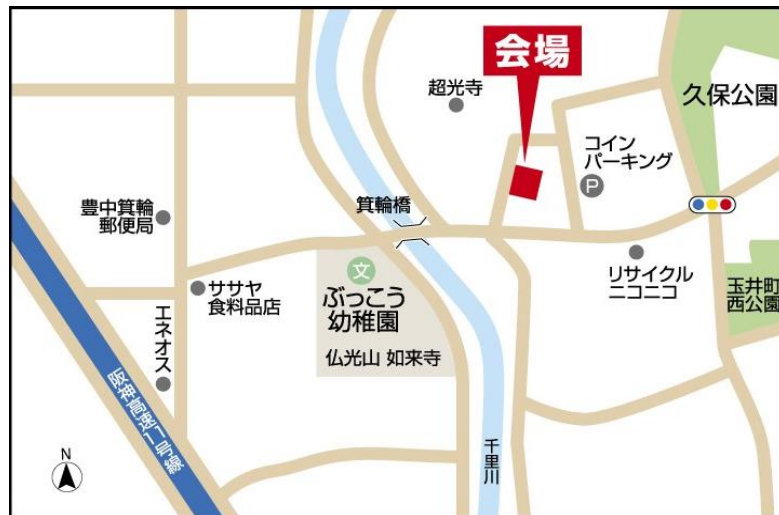 会場
超光寺
久保公園
コイン
パーキング
P
箕輪橋
豊中箕輪
郵便局
文
ササヤ
食料品店
ぶっこう
幼稚園
仏光山 如来寺
リサイクル
ニコニコ
玉井町
西公園
エネオス
阪神高速11号線
千里川
N